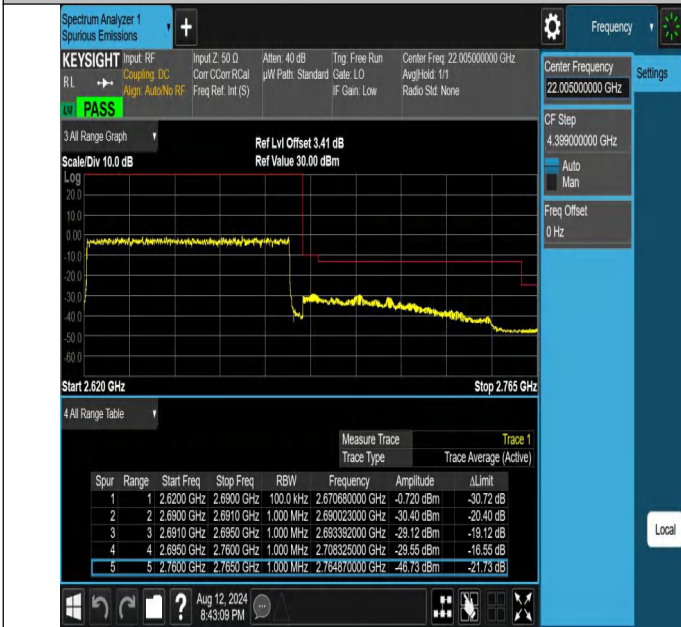 Spectrum Analyzer 1
Spurious Emissions
+
Frequency
KEYSIGHT Input: RF Input Z: 50 Ω Atten: 40 dB Trig: Free Run Center Freq: 22.005000000 GHz
RL Coupling: DC Corr CCorr RCal µW Path: Standard Gate: LO Avg|Hold: 1/1
Align: Auto/No RF Freq Ref: Int (S) IF Gain: Low Radio Std: None
PASS
Center Frequency
22.005000000 GHz
Settings
CF Step
4.399000000 GHz
Auto
Man
Freq Offset
0 Hz
3 All Range Graph
Ref Lvl Offset 3.41 dB
Scale/Div 10.0 dB Ref Value 30.00 dBm
Log
20.0
10.0
0.00
-10.0
-20.0
-30.0
-40.0
-50.0
-60.0
Start 2.620 GHz Stop 2.765 GHz
4 All Range Table
Measure Trace Trace 1
Trace Type Trace Average (Active)
Spur Range Start Freq Stop Freq RBW Frequency Amplitude ΔLimit
1 1 2.6200 GHz 2.6900 GHz 100.0 kHz 2.670680000 GHz -0.720 dBm -30.72 dB
2 2 2.6900 GHz 2.6910 GHz 1.000 MHz 2.690023000 GHz -30.40 dBm -20.40 dB
3 3 2.6910 GHz 2.6950 GHz 1.000 MHz 2.693392000 GHz -29.12 dBm -19.12 dB
4 4 2.6950 GHz 2.7600 GHz 1.000 MHz 2.708325000 GHz -29.55 dBm -16.55 dB
5 5 2.7600 GHz 2.7650 GHz 1.000 MHz 2.764870000 GHz -46.73 dBm -21.73 dB
Local
?
Aug 12, 2024
8:43:09 PM